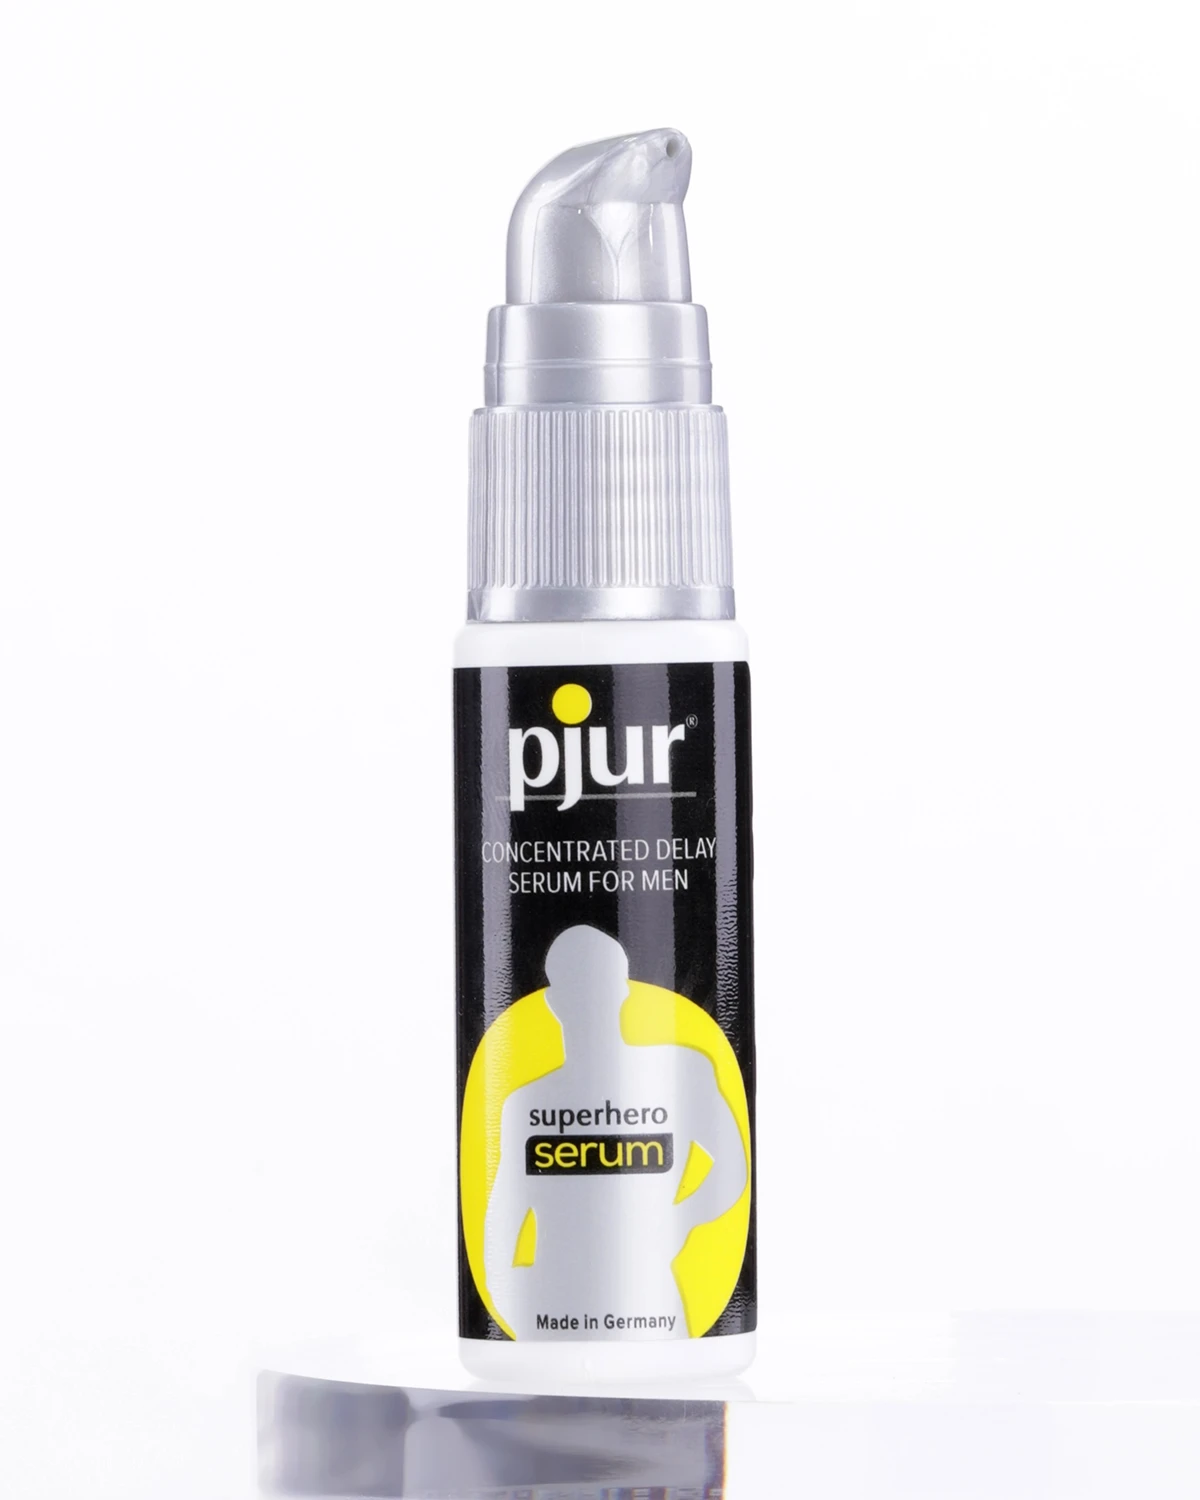 pjur®
CONCENTRATED DELAY
SERUM FOR MEN
superhero
serum
Made in Germany